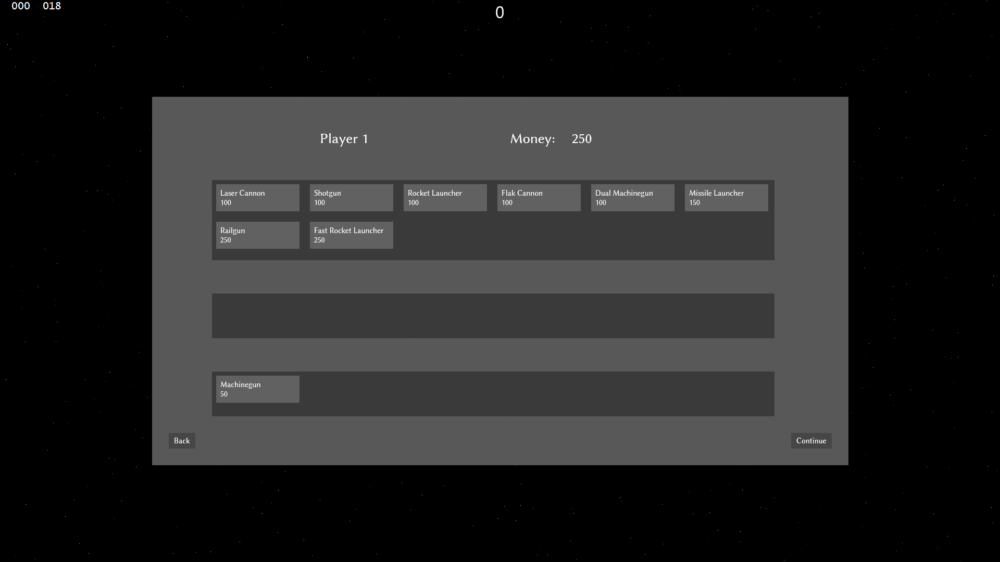 000 018
0
Player 1 Money: 250
Laser Cannon Shotgun Rocket Launcher Flak Cannon Dual Machinegun Missile Launcher
100 100 100 100 100 150
Railgun Fast Rocket Launcher
250 250
Machinegun
50
Back Continue